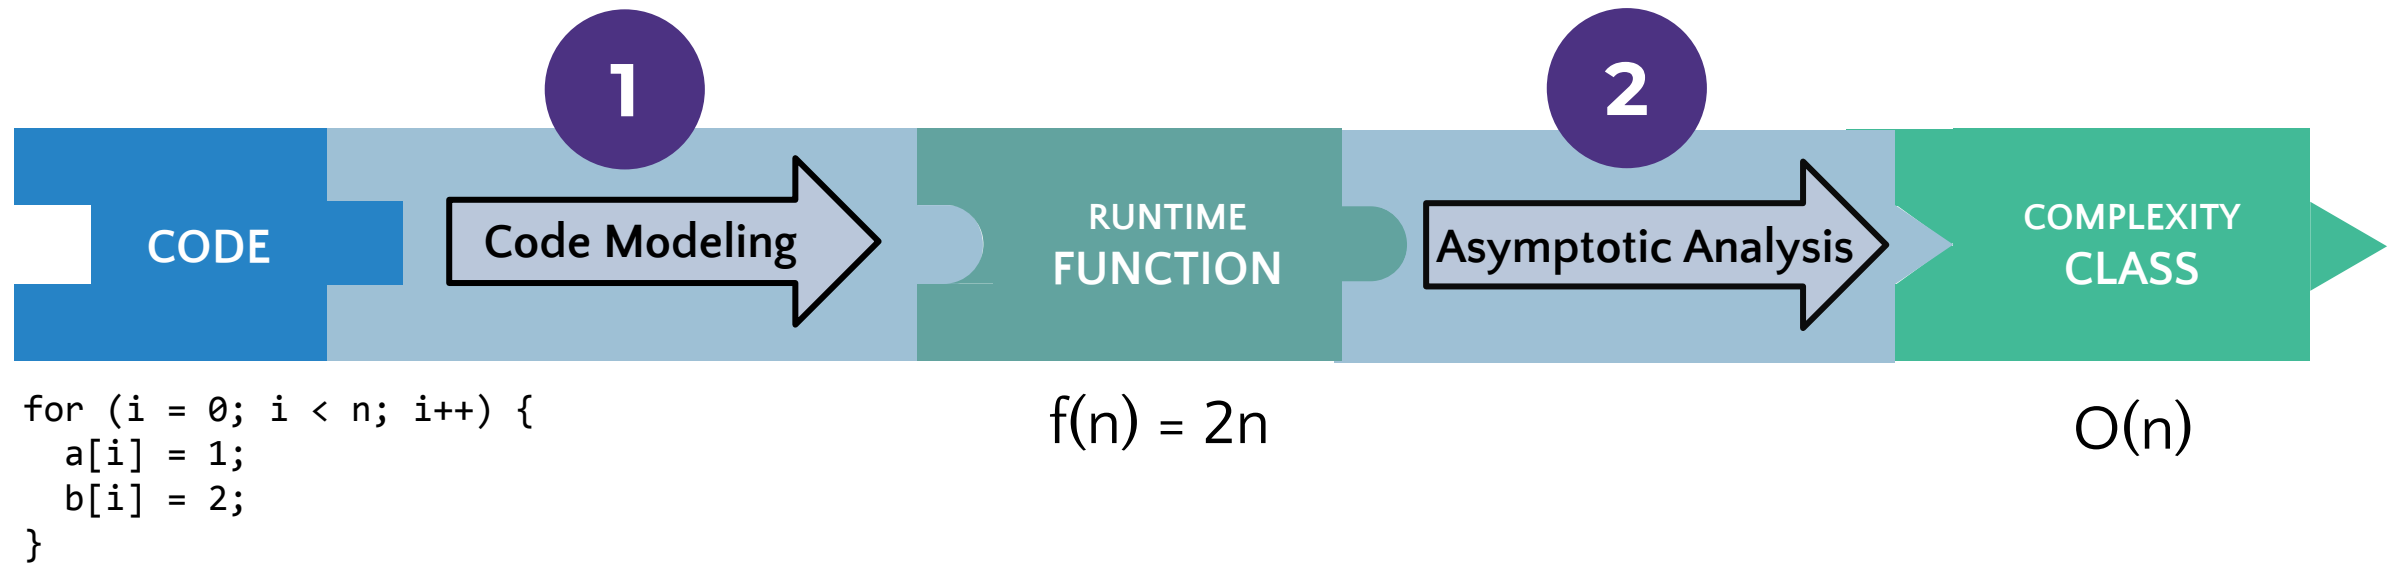 1
2
CODE
Code Modeling
RUNTIME
FUNCTION
Asymptotic Analysis
COMPLEXITY
CLASS
for (i = 0; i < n; i++) {
  a[i] = 1;
  b[i] = 2;
}
f(n) = 2n
O(n)